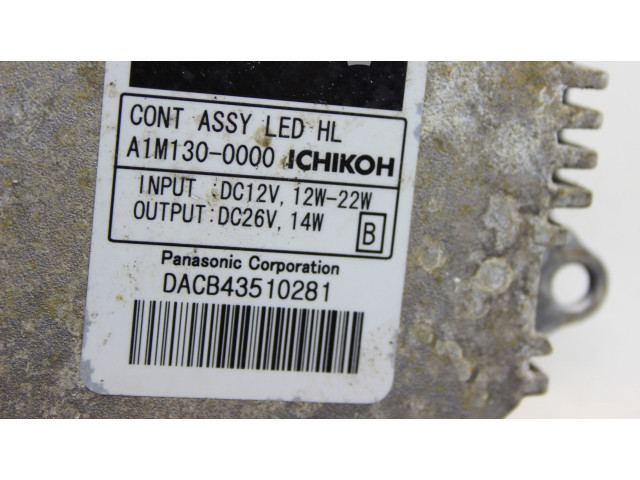 CONT ASSY LED HL
A1M130-0000 ICHIKOH
INPUT :DC12V, 12W-22W
OUTPUT:DC26V, 14W B
Panasonic Corporation
DACB43510281